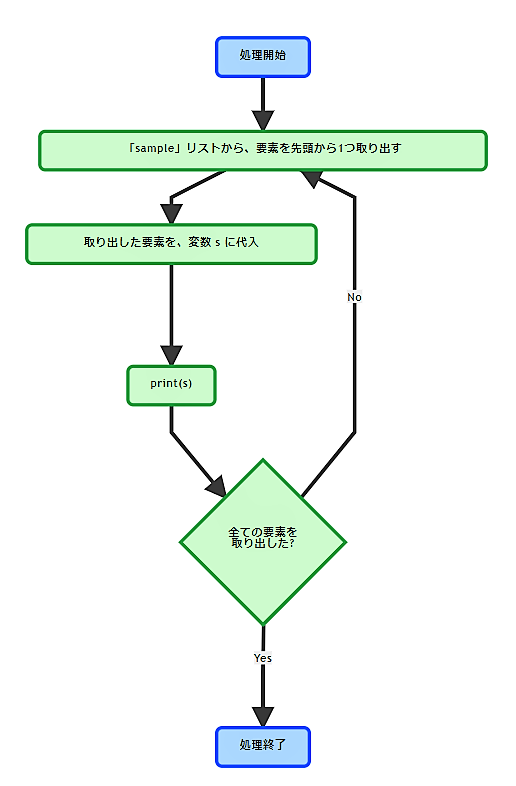 処理開始
「sample」リストから、要素を先頭から1つ取り出す
取り出した要素を、変数 s に代入
No
print(s)
全ての要素を
取り出した?
Yes
処理終了